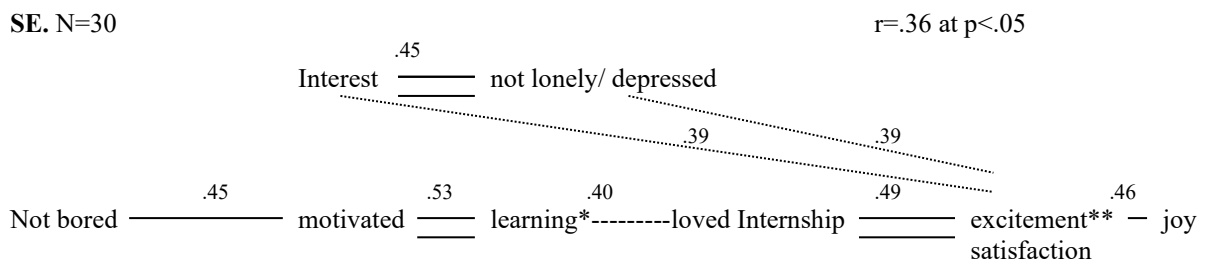 SE. N=30 r=.36 at p<.05
.45
Interest not lonely/ depressed
.39 .39
.45 .53 .40 .49 .46
Not bored motivated learning*---------loved Internship excitement** joy
satisfaction